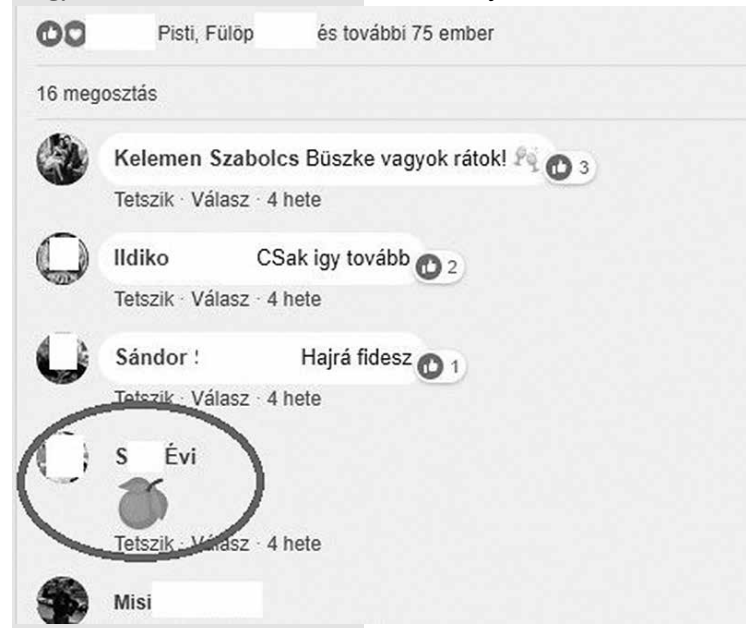 Pisti, Fülöp és további 75 ember
16 megosztás
Kelemen Szabolcs Büszke vagyok rátok! 3
Tetszik · Válasz · 4 hete
Ildiko CSak igy tovább 2
Tetszik · Válasz · 4 hete
Sándor Hajrá fidesz 1
Tetszik · Válasz · 4 hete
S Évi
Tetszik · Válasz · 4 hete
Misi